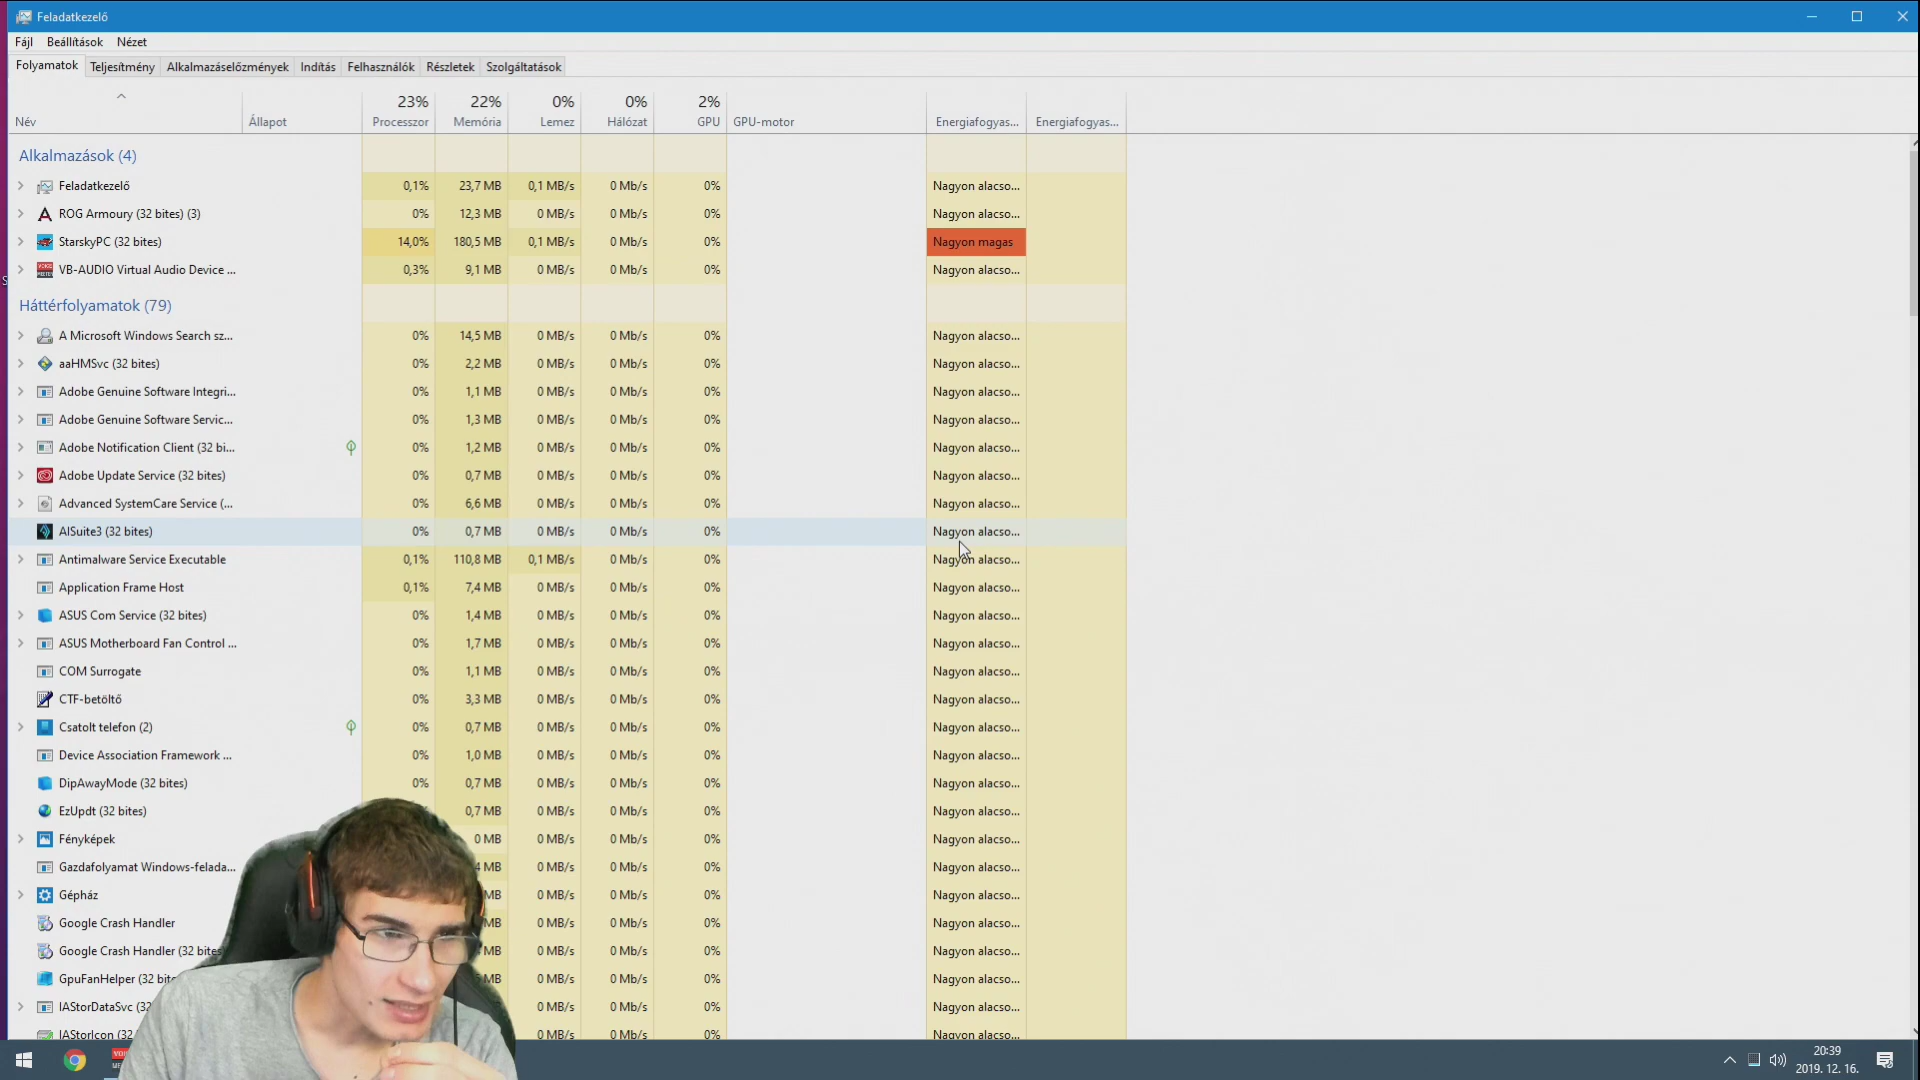 Feladatkezelő
Fájl Beállítások Nézet
Folyamatok Teljesítmény Alkalmazáselőzmények Indítás Felhasználók Részletek Szolgáltatások
23% 22% 0% 0% 2%
Név Állapot Processzor Memória Lemez Hálózat GPU GPU-motor Energiafogyas... Energiafogyas...
Alkalmazások (4)
Feladatkezelő 0,1% 23,7 MB 0,1 MB/s 0 Mb/s 0% Nagyon alacso...
ROG Armoury (32 bites) (3) 0% 12,3 MB 0 MB/s 0 Mb/s 0% Nagyon alacso...
StarskyPC (32 bites) 14,0% 180,5 MB 0,1 MB/s 0 Mb/s 0% Nagyon magas
VB-AUDIO Virtual Audio Device ... 0,3% 9,1 MB 0 MB/s 0 Mb/s 0% Nagyon alacso...
Háttérfolyamatok (79)
A Microsoft Windows Search sz... 0% 14,5 MB 0 MB/s 0 Mb/s 0% Nagyon alacso...
aaHMSvc (32 bites) 0% 2,2 MB 0 MB/s 0 Mb/s 0% Nagyon alacso...
Adobe Genuine Software Integri... 0% 1,1 MB 0 MB/s 0 Mb/s 0% Nagyon alacso...
Adobe Genuine Software Servic... 0% 1,3 MB 0 MB/s 0 Mb/s 0% Nagyon alacso...
Adobe Notification Client (32 bi... 0% 1,2 MB 0 MB/s 0 Mb/s 0% Nagyon alacso...
Adobe Update Service (32 bites) 0% 0,7 MB 0 MB/s 0 Mb/s 0% Nagyon alacso...
Advanced SystemCare Service (... 0% 6,6 MB 0 MB/s 0 Mb/s 0% Nagyon alacso...
AISuite3 (32 bites) 0% 0,7 MB 0 MB/s 0 Mb/s 0% Nagyon alacso...
Antimalware Service Executable 0,1% 110,8 MB 0,1 MB/s 0 Mb/s 0% Nagyon alacso...
Application Frame Host 0,1% 7,4 MB 0 MB/s 0 Mb/s 0% Nagyon alacso...
ASUS Com Service (32 bites) 0% 1,4 MB 0 MB/s 0 Mb/s 0% Nagyon alacso...
ASUS Motherboard Fan Control ... 0% 1,7 MB 0 MB/s 0 Mb/s 0% Nagyon alacso...
COM Surrogate 0% 1,1 MB 0 MB/s 0 Mb/s 0% Nagyon alacso...
CTF-betöltő 0% 3,3 MB 0 MB/s 0 Mb/s 0% Nagyon alacso...
Csatolt telefon (2) 0% 0,7 MB 0 MB/s 0 Mb/s 0% Nagyon alacso...
Device Association Framework ... 0% 1,0 MB 0 MB/s 0 Mb/s 0% Nagyon alacso...
DipAwayMode (32 bites) 0% 0,7 MB 0 MB/s 0 Mb/s 0% Nagyon alacso...
EzUpdt (32 bites) 0,7 MB 0 MB/s 0 Mb/s 0% Nagyon alacso...
Fényképek 0 MB 0 MB/s 0 Mb/s 0% Nagyon alacso...
Gazdafolyamat Windows-felada... MB 0 MB/s 0 Mb/s 0% Nagyon alacso...
Gépház MB 0 MB/s 0 Mb/s 0% Nagyon alacso...
Google Crash Handler MB 0 MB/s 0 Mb/s 0% Nagyon alacso...
Google Crash Handler (32 bites MB 0 MB/s 0 Mb/s 0% Nagyon alacso...
GpuFanHelper (32 bite MB 0 MB/s 0 Mb/s 0% Nagyon alacso...
IAStorDataSvc (32 0 MB/s 0 Mb/s 0% Nagyon alacso...
IAStorIcon (32 0 MB/s 0 Mb/s 0% Nagyon alacso...
20:39
2019. 12. 16.